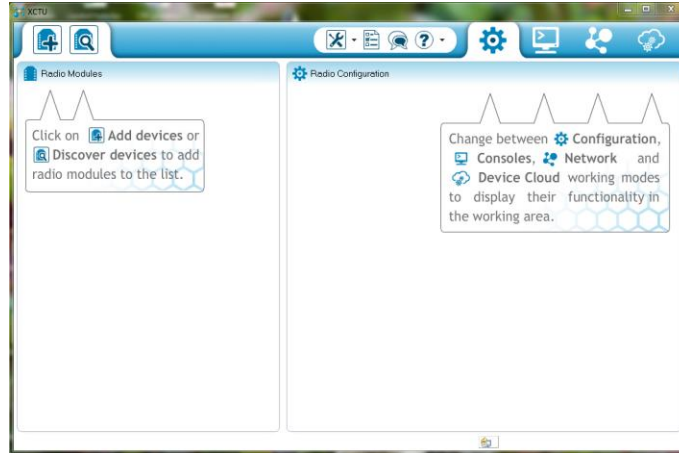 XCTU
Radio Modules
Radio Configuration
Click on Add devices or
Discover devices to add
radio modules to the list.
Change between Configuration,
Consoles, Network and
Device Cloud working modes
to display their functionality in
the working area.